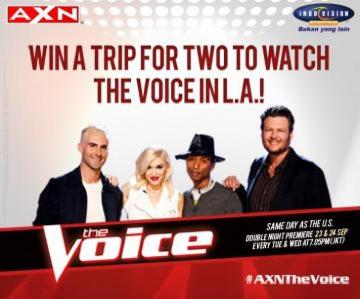 AXN
INDOVISION
Bukan yang lain
WIN A TRIP FOR TWO TO WATCH
THE VOICE IN L.A.!
the
Voice
SAME DAY AS THE U.S.
DOUBLE NIGHT PREMIERE 23 & 24 SEP
EVERY TUE & WED AT 7.05PM (JKT)
#AXNTheVoice